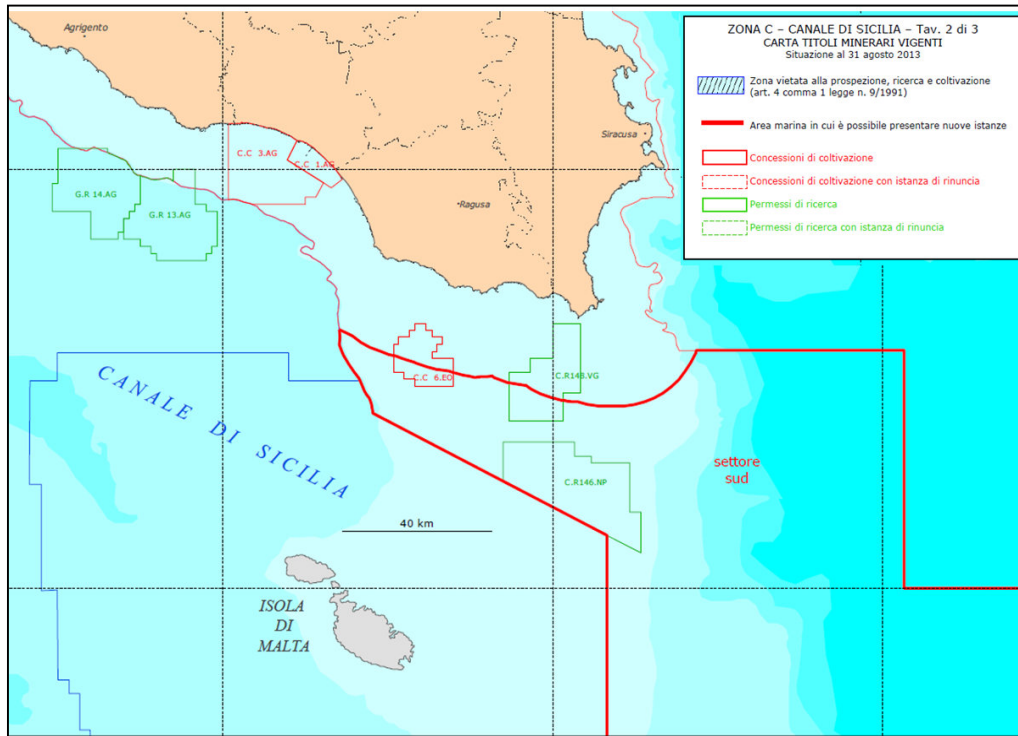 ZONA C – CANALE DI SICILIA – Tav. 2 di 3
CARTA TITOLI MINERARI VIGENTI
Situazione al 31 agosto 2013
Zona vietata alla prospezione, ricerca e coltivazione
(art. 4 comma 1 legge n. 9/1991)
Area marina in cui è possibile presentare nuove istanze
Concessioni di coltivazione
Concessioni di coltivazione con istanza di rinuncia
Permessi di ricerca
Permessi di ricerca con istanza di rinuncia
Agrigento
Siracusa
Ragusa
C.C 3.AG
C.C 1.AG
G.R 14.AG
G.R 13.AG
C.C 6.EO
C.R148.VG
C.R146.NP
CANALE DI SICILIA
settore
sud
40 km
ISOLA
DI
MALTA